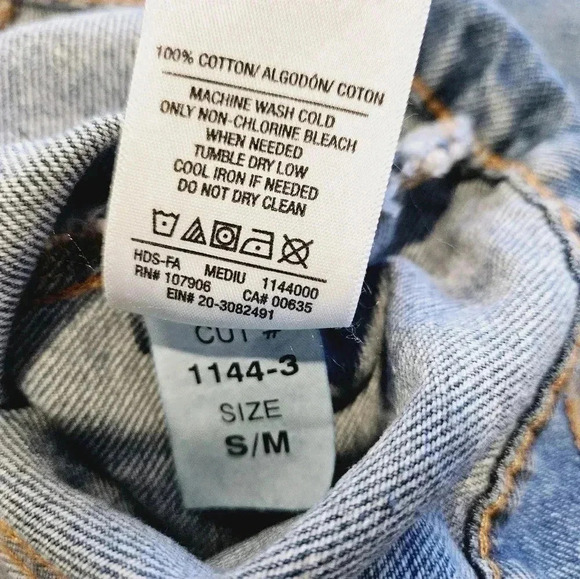 100% COTTON/ ALGODÓN/ COTON
MACHINE WASH COLD
ONLY NON-CHLORINE BLEACH
WHEN NEEDED
TUMBLE DRY LOW
COOL IRON IF NEEDED
DO NOT DRY CLEAN
HDS-FA MEDIU 1144000
RN# 107906 CA# 00635
EIN# 20-3082491
CUT #
1144-3
SIZE
S/M